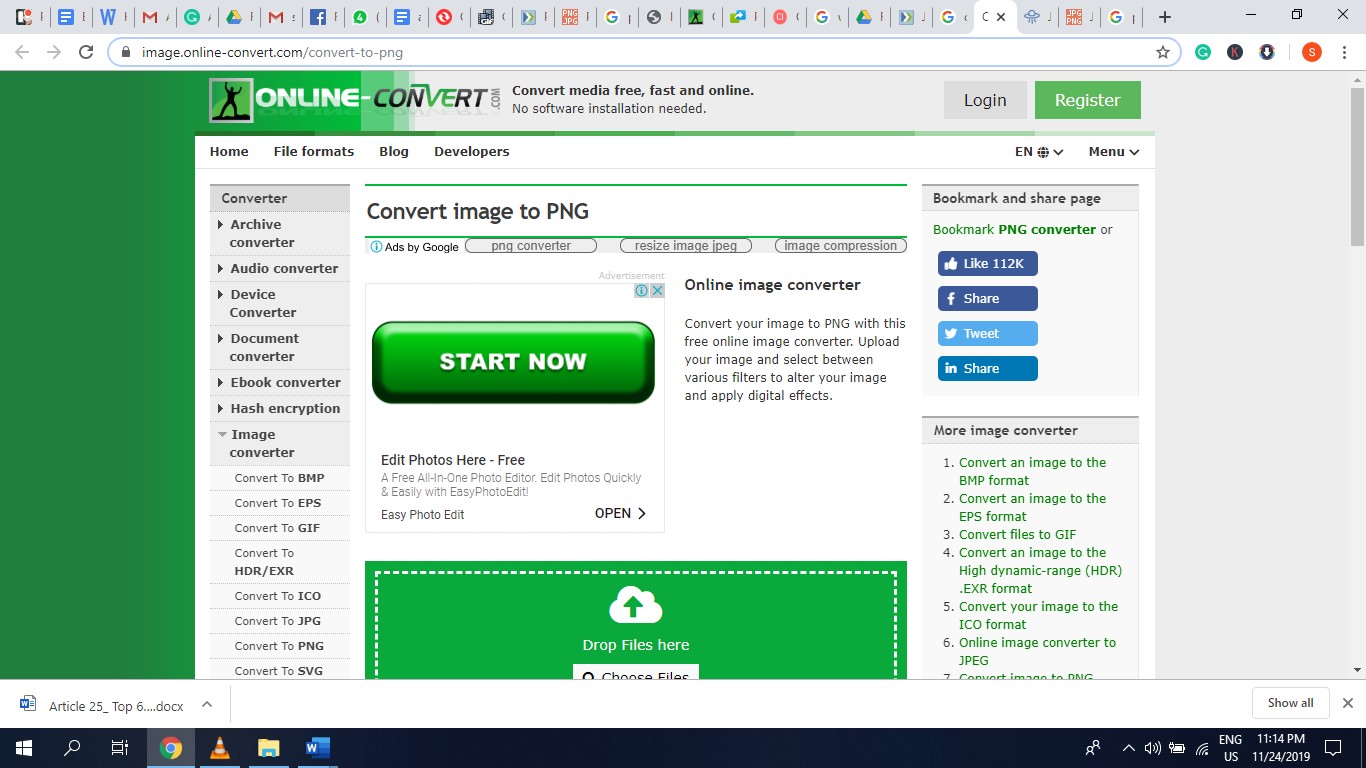 image.online-convert.com/convert-to-png
ONLINE-CONVERT.COM
Convert media free, fast and online.
No software installation needed.
Login
Register
Home
File formats
Blog
Developers
EN
Menu
Converter
Archive
converter
Audio converter
Device
Converter
Document
converter
Ebook converter
Hash encryption
Image
converter
Convert To BMP
Convert To EPS
Convert To GIF
Convert To
HDR/EXR
Convert To ICO
Convert To JPG
Convert To PNG
Convert To SVG
Convert image to PNG
Ads by Google
png converter
resize image jpeg
image compression
Advertisement
START NOW
Edit Photos Here - Free
A Free All-In-One Photo Editor. Edit Photos Quickly
& Easily with EasyPhotoEdit!
Easy Photo Edit
OPEN
Online image converter
Convert your image to PNG with this
free online image converter. Upload
your image and select between
various filters to alter your image
and apply digital effects.
Drop Files here
Choose Files
Bookmark and share page
Bookmark PNG converter or
Like 112K
Share
Tweet
Share
More image converter
1. Convert an image to the
BMP format
2. Convert an image to the
EPS format
3. Convert files to GIF
4. Convert an image to the
High dynamic-range (HDR)
.EXR format
5. Convert your image to the
ICO format
6. Online image converter to
JPEG
7. Convert image to PNG
Article 25_ Top 6....docx
Show all
ENG
US
11:14 PM
11/24/2019